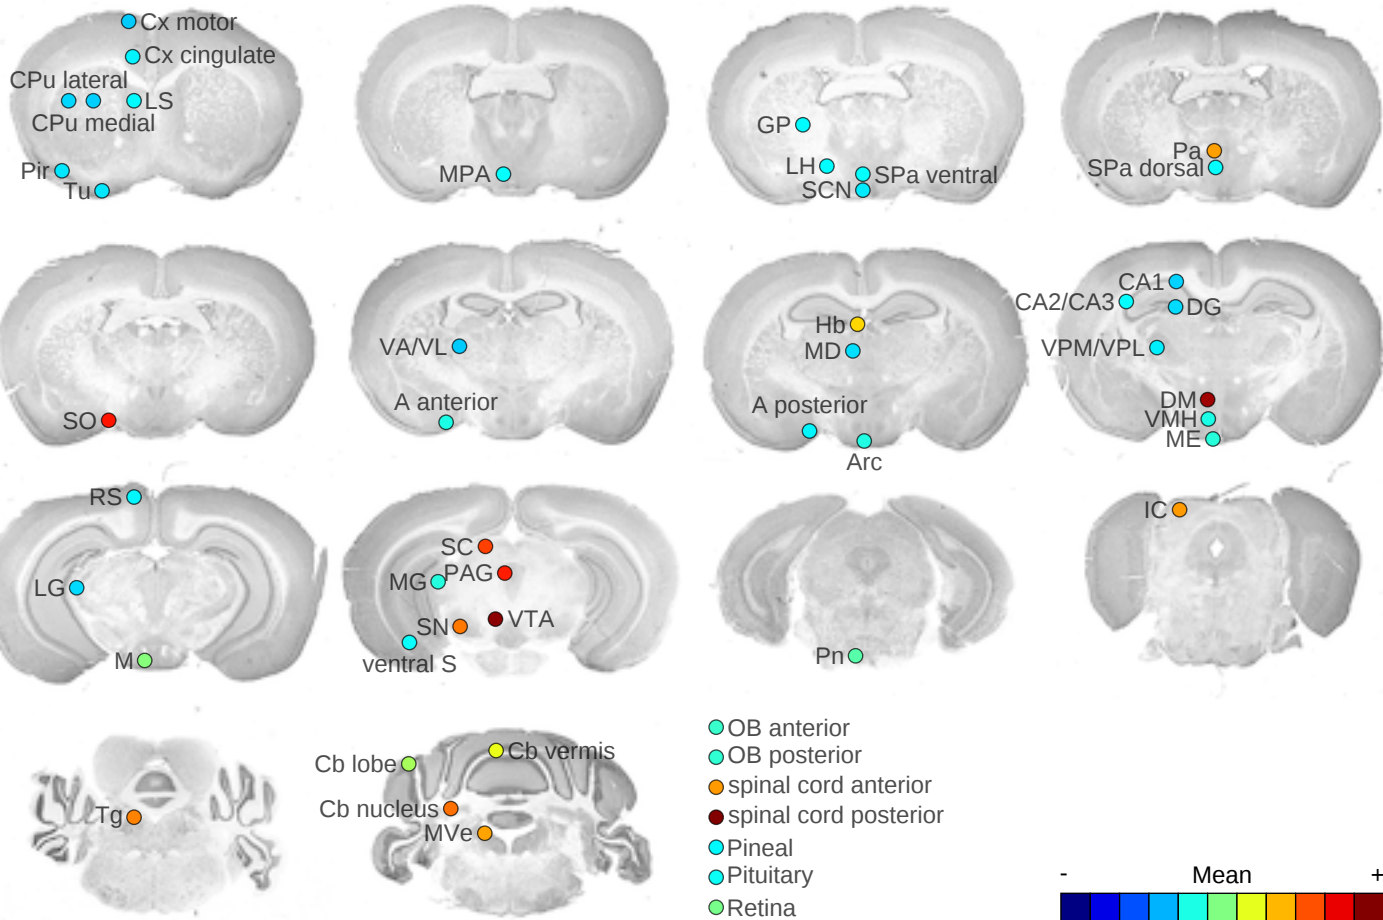 Cx motor
Cx cingulate
CPu lateral
LS
CPu medial
Pir
Tu
MPA
GP
LH
SPa ventral
SCN
Pa
SPa dorsal
SO
VA/VL
A anterior
Hb
MD
A posterior
Arc
CA1
CA2/CA3
DG
VPM/VPL
DM
VMH
ME
RS
LG
M
SC
MG
PAG
SN
VTA
ventral S
Pn
IC
Tg
Cb lobe
Cb vermis
Cb nucleus
MVe
OB anterior
OB posterior
spinal cord anterior
spinal cord posterior
Pineal
Pituitary
Retina
- Mean +